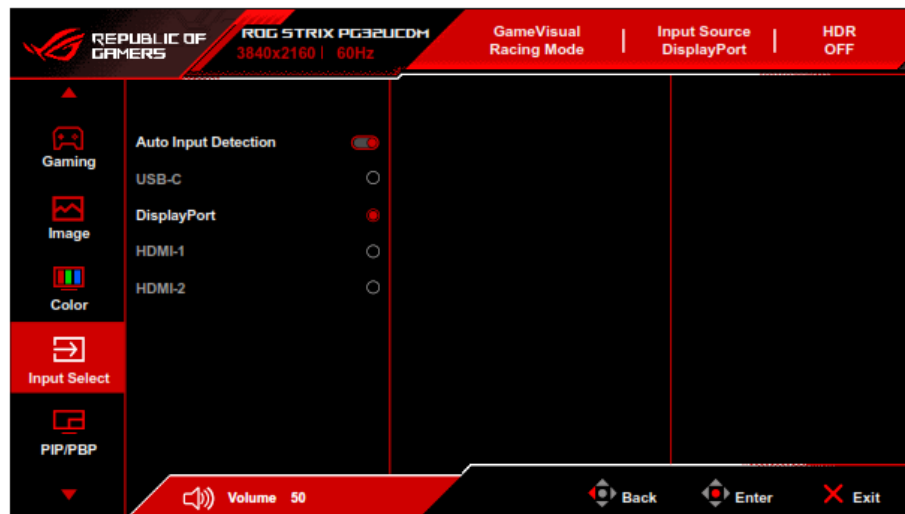 REPUBLIC OF
GAMERS
ROG STRIX PG32UCDM
3840x2160 | 60Hz
GameVisual
Racing Mode
Input Source
DisplayPort
HDR
OFF
Gaming
Image
Color
Input Select
PIP/PBP
Auto Input Detection
USB-C
DisplayPort
HDMI-1
HDMI-2
Volume 50
Back
Enter
Exit